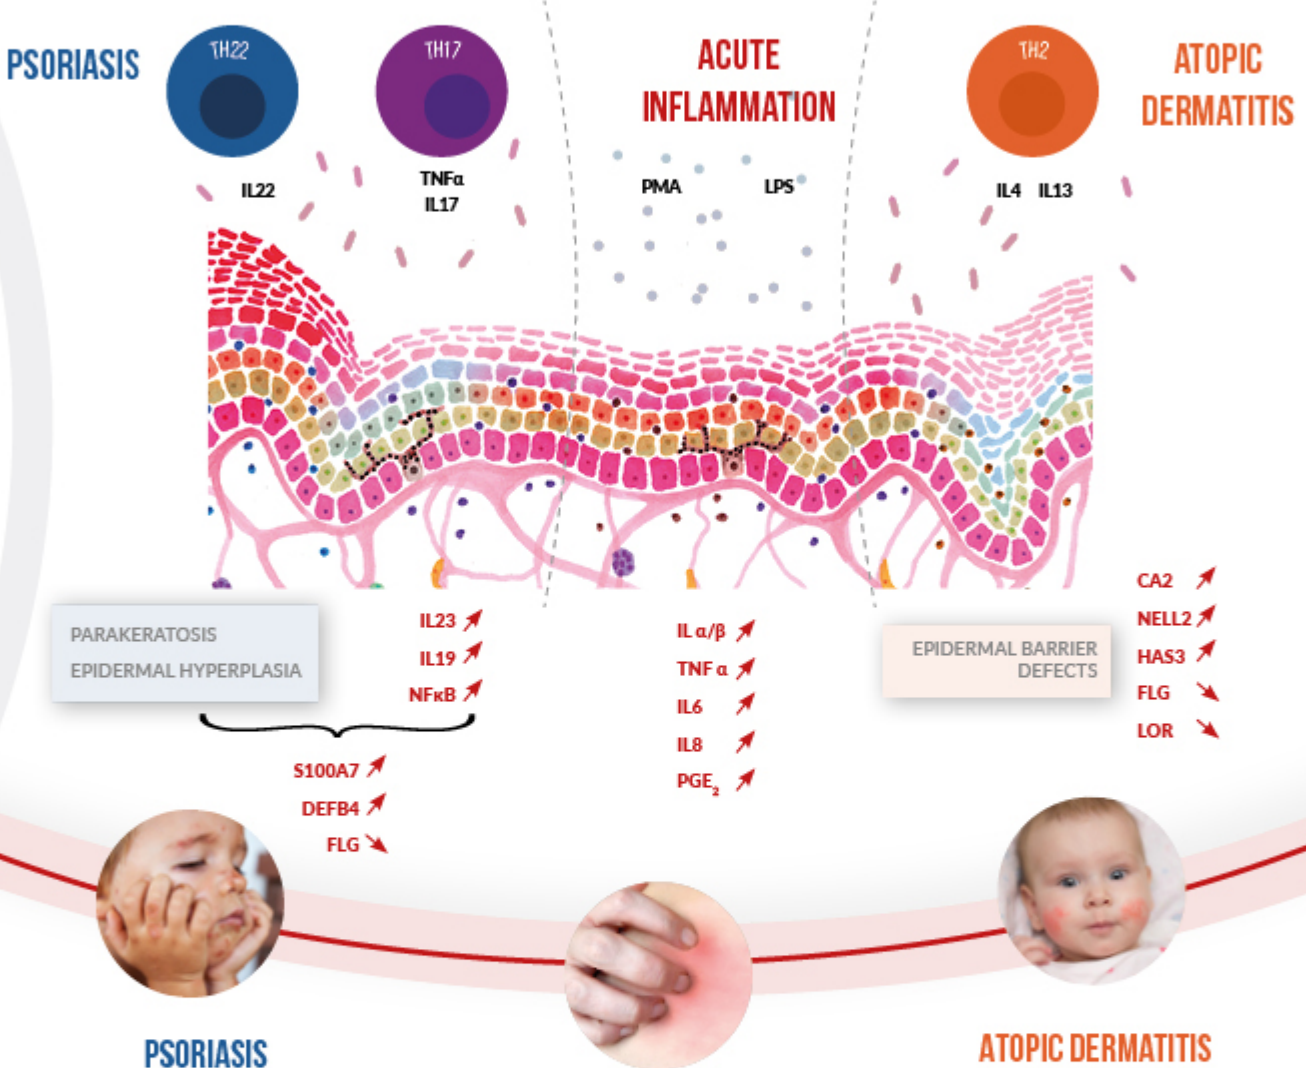 PSORIASIS
TH22
TH17
ACUTE
INFLAMMATION
TH2
ATOPIC
DERMATITIS
IL22
TNFα
IL17
PMA
LPS
IL4 IL13
PARAKERATOSIS
EPIDERMAL HYPERPLASIA
IL23
IL19
NFκB
S100A7
DEFB4
FLG
IL α/β
TNF α
IL6
IL8
PGE₂
EPIDERMAL BARRIER
DEFECTS
CA2
NELL2
HAS3
FLG
LOR
PSORIASIS
ATOPIC DERMATITIS